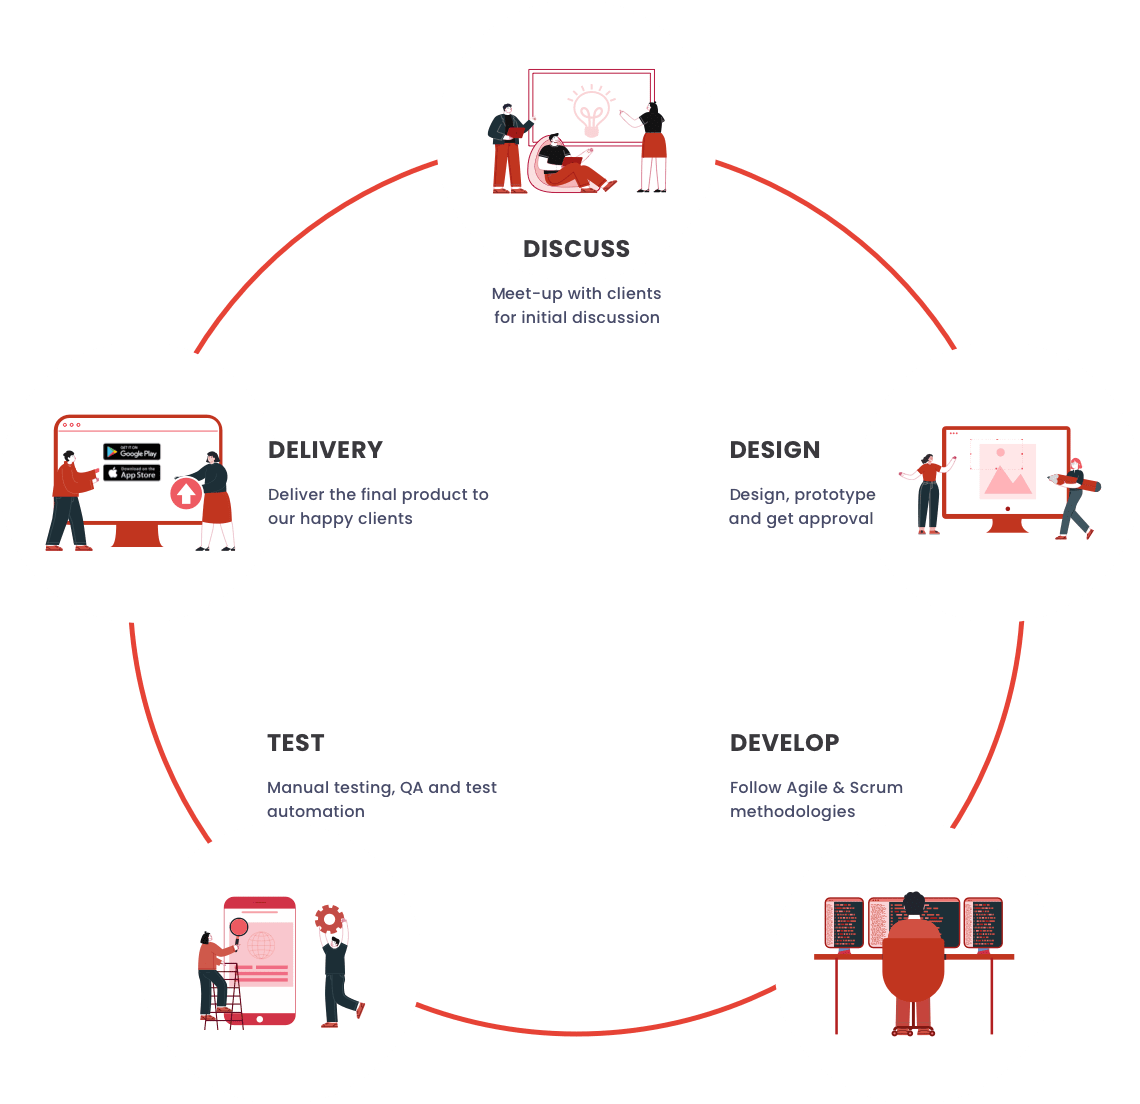 DISCUSS
Meet-up with clients
for initial discussion
DELIVERY
Deliver the final product to
our happy clients
GET IT ON
Google Play
Download on the
App Store
DESIGN
Design, prototype
and get approval
TEST
Manual testing, QA and test
automation
DEVELOP
Follow Agile & Scrum
methodologies